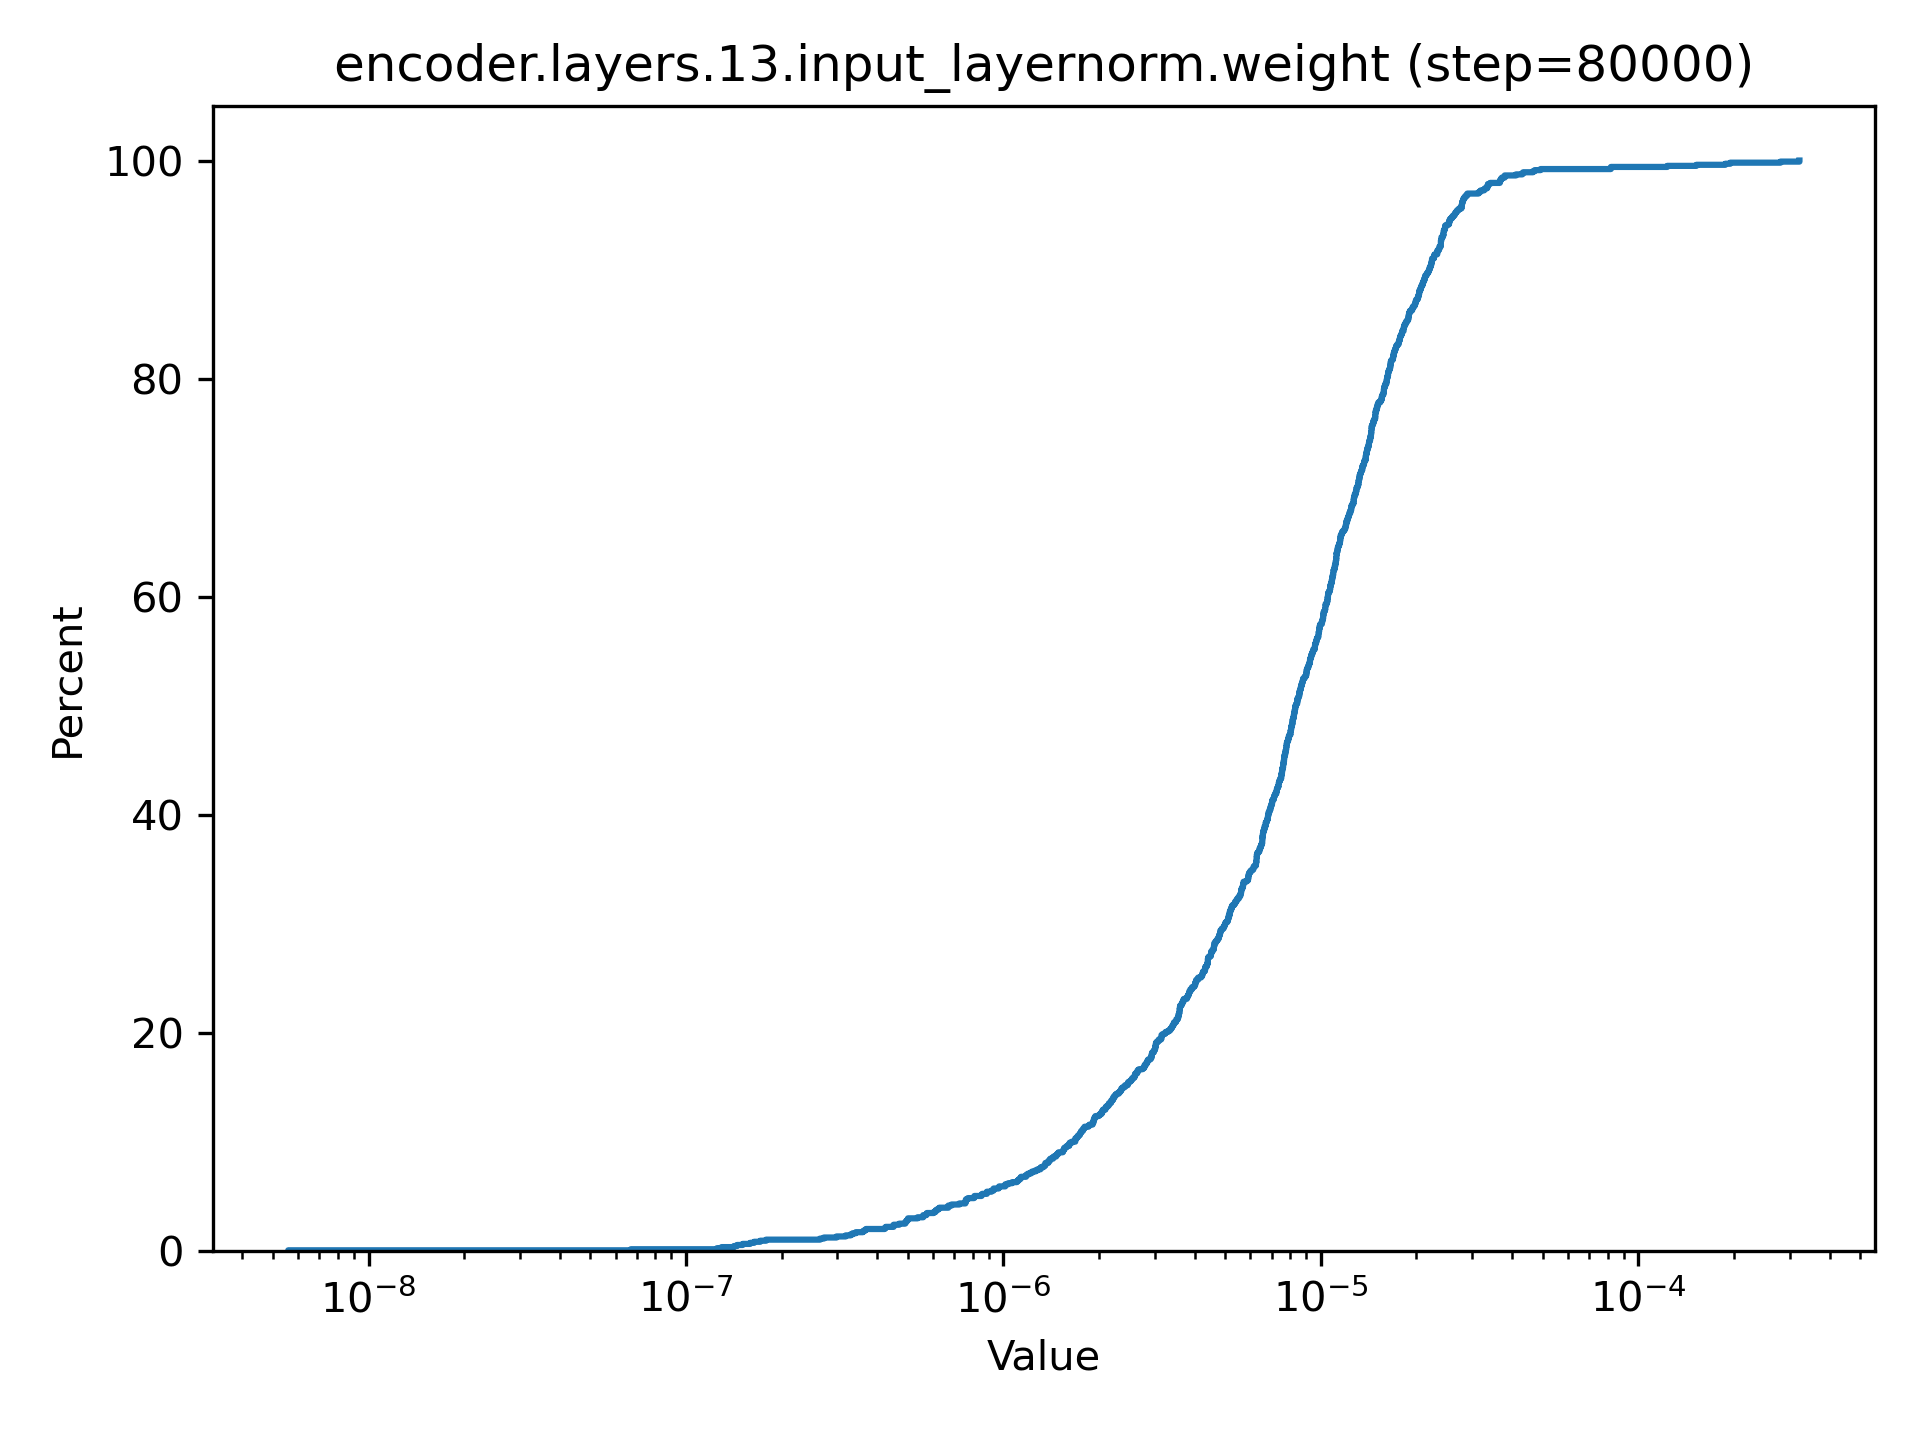 encoder.layers.13.input_layernorm.weight (step=80000)
Percent
100
80
60
40
20
0
10⁻⁸ 10⁻⁷ 10⁻⁶ 10⁻⁵ 10⁻⁴
Value